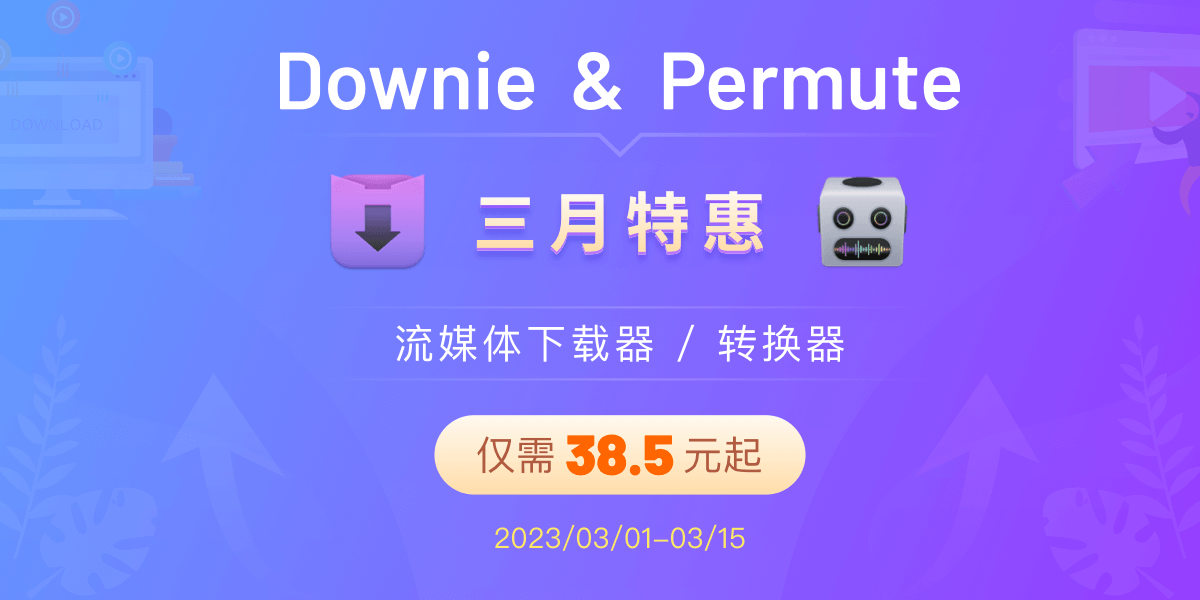 Downie & Permute
三月特惠
流媒体下载器 / 转换器
仅需 38.5 元起
2023/03/01-03/15
DOWNLOAD